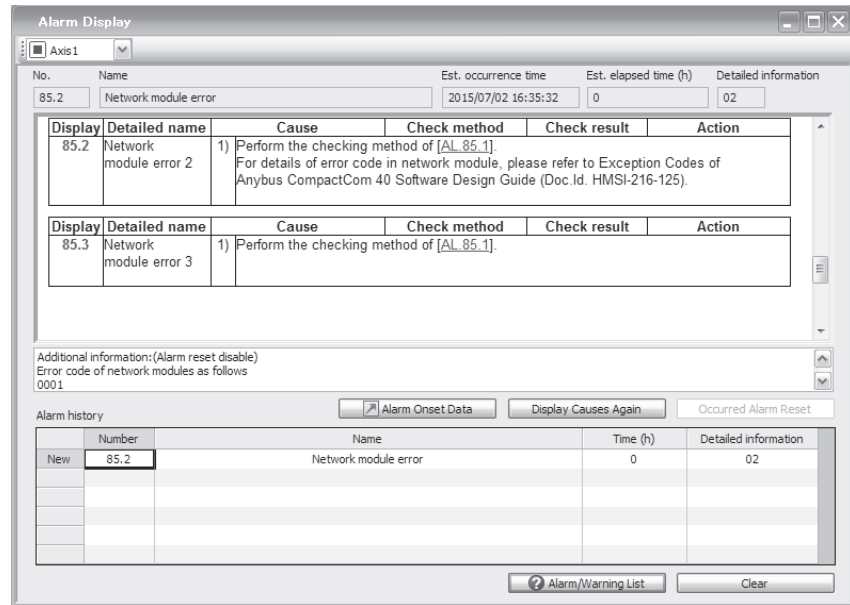 Alarm Display
Axis1
No. Name Est. occurrence time Est. elapsed time (h) Detailed information
85.2 Network module error 2015/07/02 16:35:32 0 02
Display Detailed name Cause Check method Check result Action
85.2 Network 1) Perform the checking method of [AL.85.1].
module error 2 For details of error code in network module, please refer to Exception Codes of
Anybus CompactCom 40 Software Design Guide (Doc.Id. HMSI-216-125).
Display Detailed name Cause Check method Check result Action
85.3 Network 1) Perform the checking method of [AL.85.1].
module error 3
Additional information:(Alarm reset disable)
Error code of network modules as follows
0001
Alarm history Alarm Onset Data Display Causes Again Occurred Alarm Reset
Number Name Time (h) Detailed information
New 85.2 Network module error 0 02
Alarm/Warning List Clear